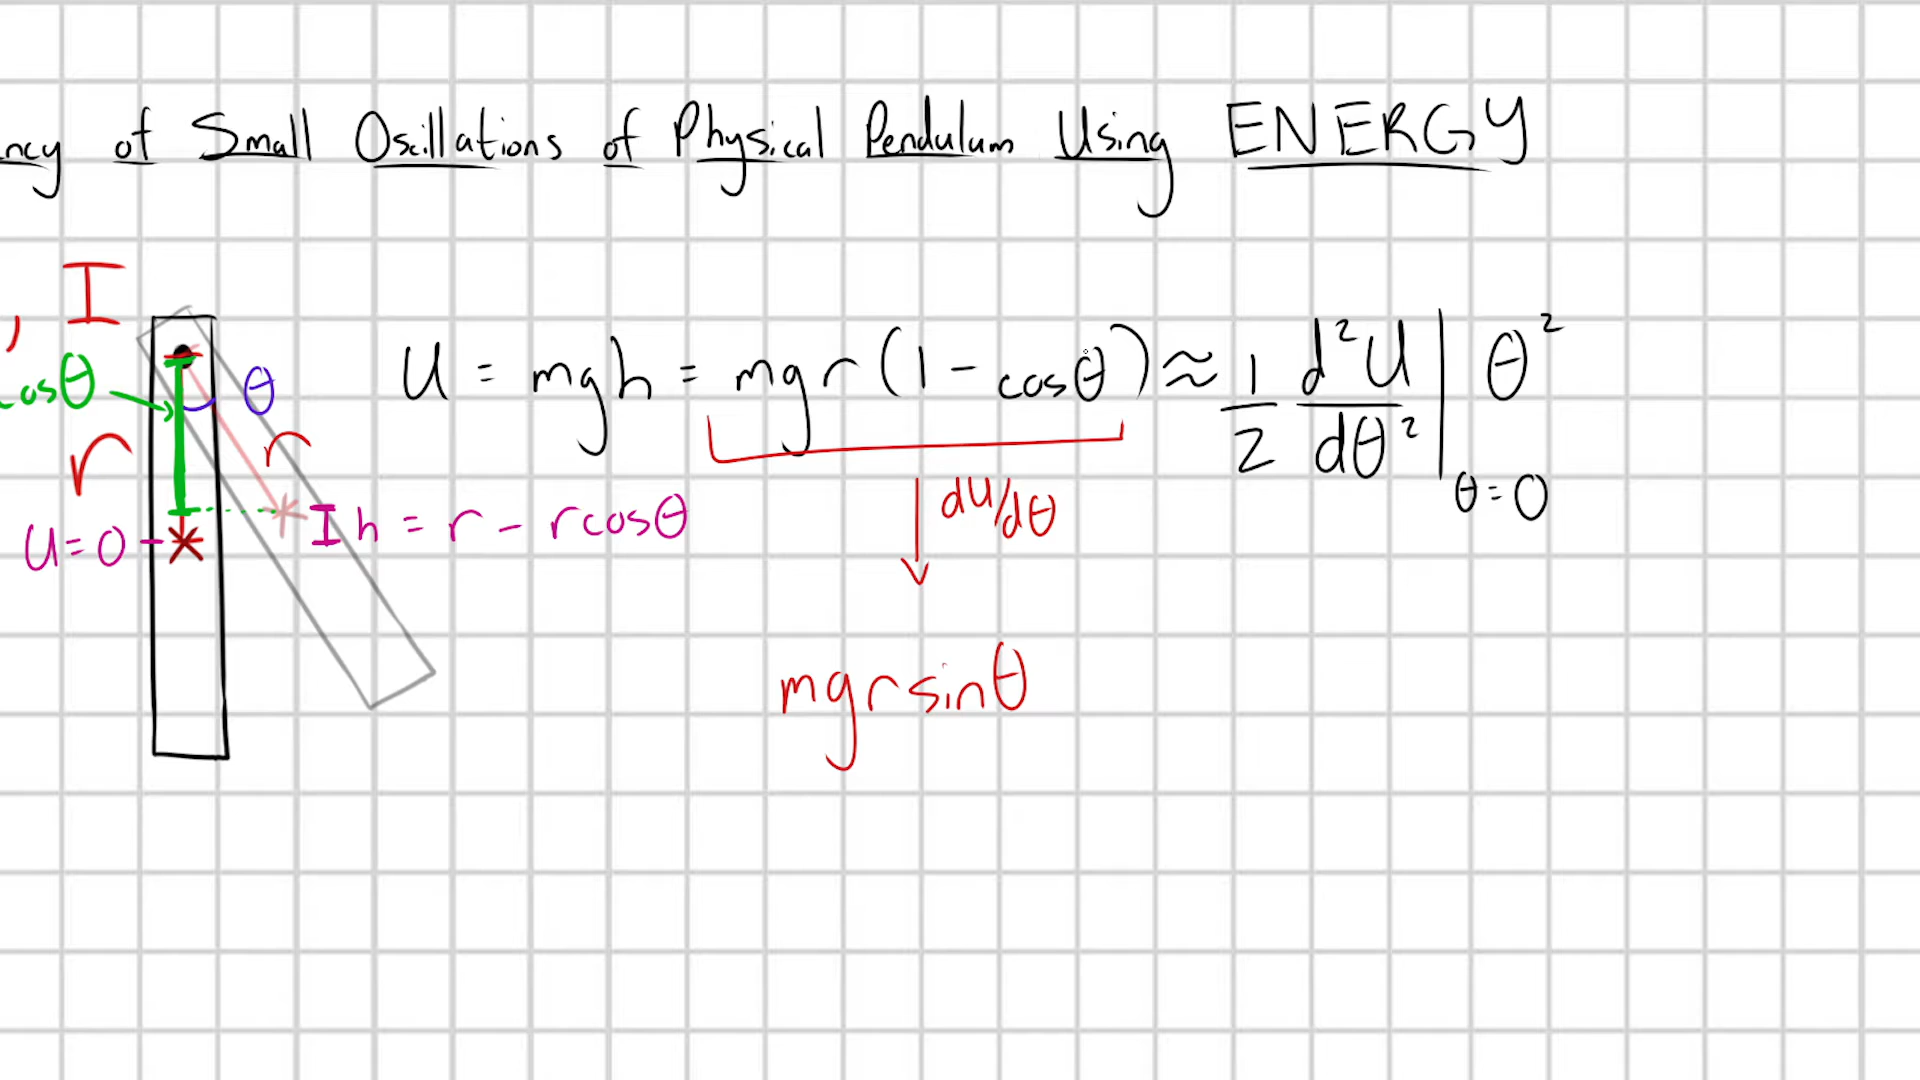 ncy of Small Oscillations of Physical Pendulum Using ENERGY
, I
cosθ
θ
r
r
U = mgh = mgr(1 - cosθ) ≈ 1/2 d²U/dθ² | θ=0 θ²
U=0
I h = r - rcosθ
dU/dθ
mgrsinθ